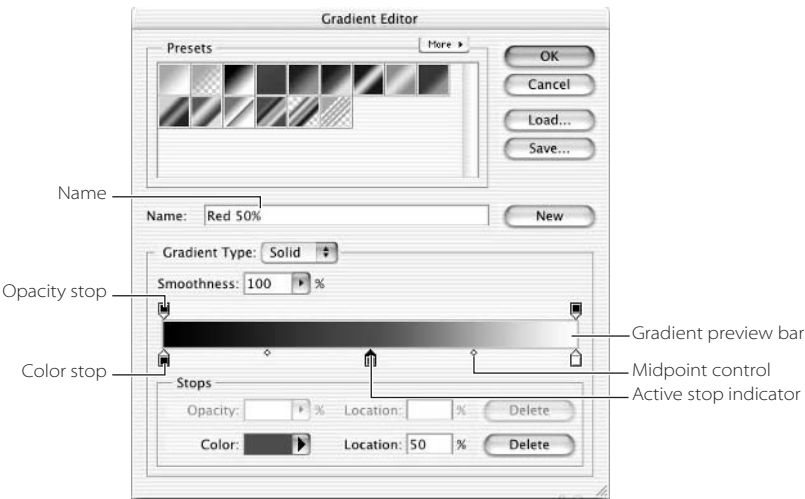 Gradient Editor
Presets
More
OK
Cancel
Load...
Save...
Name
Name: Red 50%
New
Gradient Type: Solid
Smoothness: 100 %
Opacity stop
Gradient preview bar
Color stop
Midpoint control
Active stop indicator
Stops
Opacity: % Location: % Delete
Color: Location: 50 % Delete